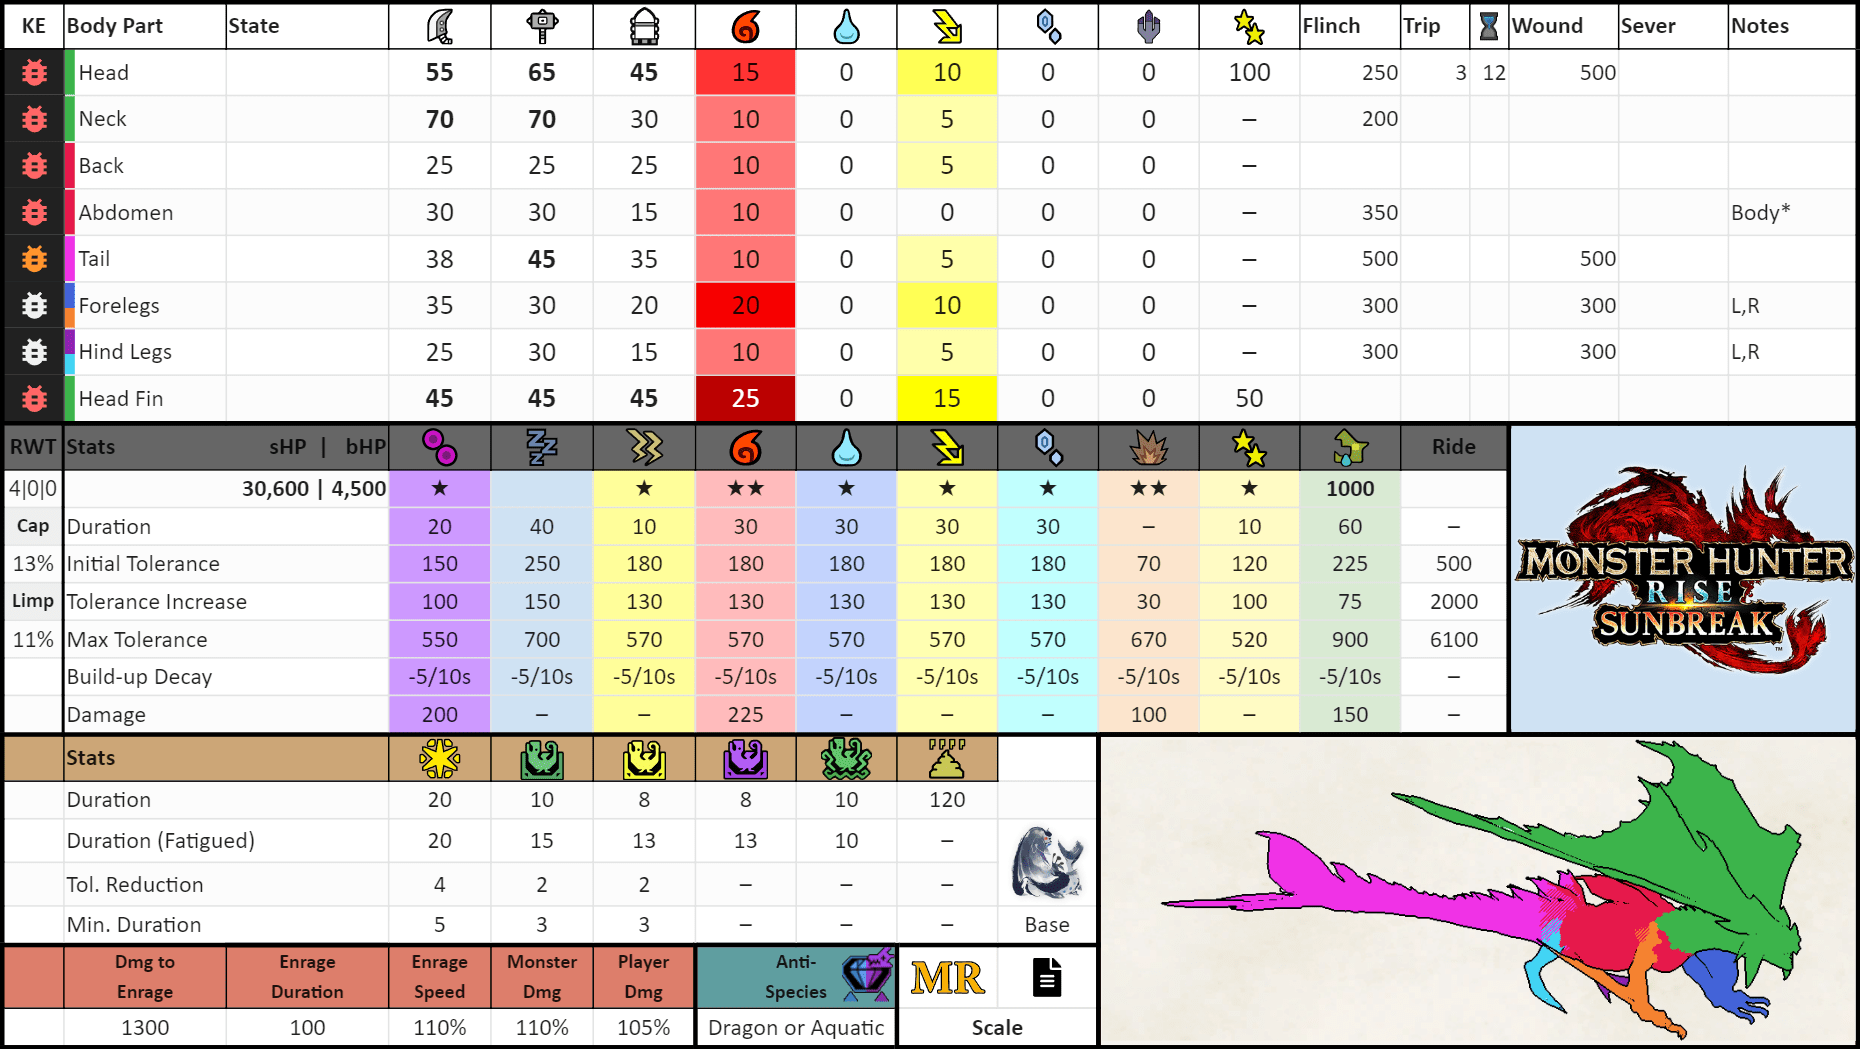 KE Body Part State Flinch Trip Wound Sever Notes
Head 55 65 45 15 0 10 0 0 100 250 3 12 500
Neck 70 70 30 10 0 5 0 0 – 200
Back 25 25 25 10 0 5 0 0 –
Abdomen 30 30 15 10 0 0 0 0 – 350 Body*
Tail 38 45 35 10 0 5 0 0 – 500 500
Forelegs 35 30 20 20 0 10 0 0 – 300 300 L,R
Hind Legs 25 30 15 10 0 5 0 0 – 300 300 L,R
Head Fin 45 45 45 25 0 15 0 0 50
RWT Stats sHP | bHP Ride
4|0|0 30,600 | 4,500 ★ ★ ★★ ★ ★ ★ ★★ ★ 1000
Cap Duration 20 40 10 30 30 30 30 – 10 60 –
13% Initial Tolerance 150 250 180 180 180 180 180 70 120 225 500
Limp Tolerance Increase 100 150 130 130 130 130 130 30 100 75 2000
11% Max Tolerance 550 700 570 570 570 570 570 670 520 900 6100
Build-up Decay -5/10s -5/10s -5/10s -5/10s -5/10s -5/10s -5/10s -5/10s -5/10s -5/10s –
Damage 200 – – 225 – – – 100 – 150 –
MONSTER HUNTER
RISE
SUNBREAK
™
Stats
Duration 20 10 8 8 10 120
Duration (Fatigued) 20 15 13 13 10 –
Tol. Reduction 4 2 2 – – –
Min. Duration 5 3 3 – – – Base
Dmg to Enrage Enrage Monster Player Anti-
Enrage Duration Speed Dmg Dmg Species MR
1300 100 110% 110% 105% Dragon or Aquatic Scale